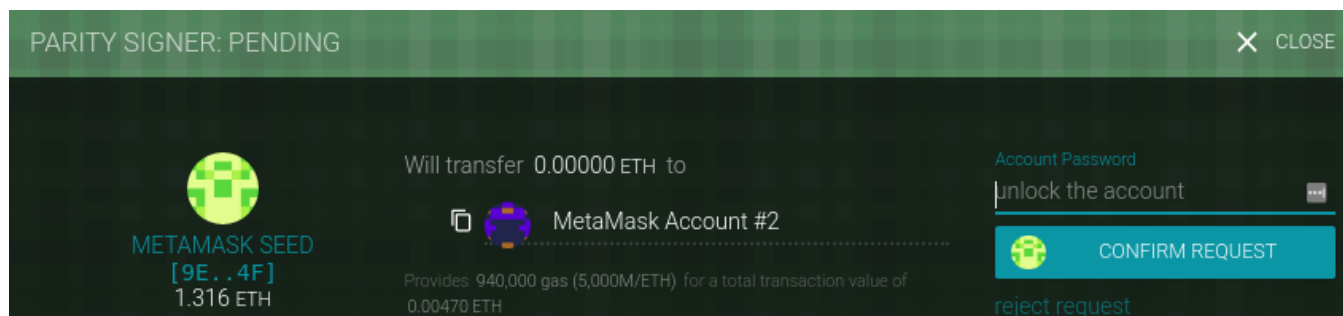 PARITY SIGNER: PENDING
CLOSE
METAMASK SEED
[9E..4F]
1.316 ETH
Will transfer 0.00000 ETH to
MetaMask Account #2
Provides 940,000 gas (5,000M/ETH) for a total transaction value of
0.00470 ETH
Account Password
unlock the account
CONFIRM REQUEST
reject request